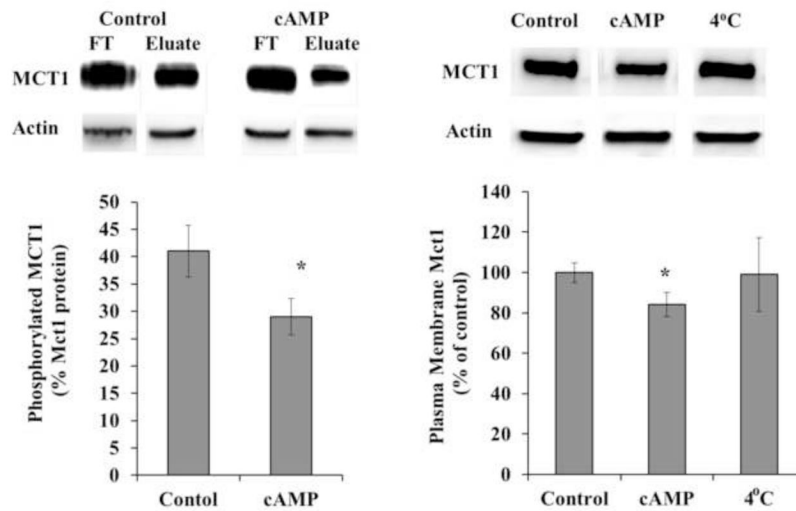 Control cAMP
FT Eluate FT Eluate
MCT1
Actin
Phosphorylated MCT1
(% Mct1 protein)
50
45
40
35
30
25
20
15
10
5
0
*
Contol cAMP
Control cAMP 4°C
MCT1
Actin
Plasma Membrane Mct1
(% of control)
140
120
100
80
60
40
20
0
*
Control cAMP 4°C